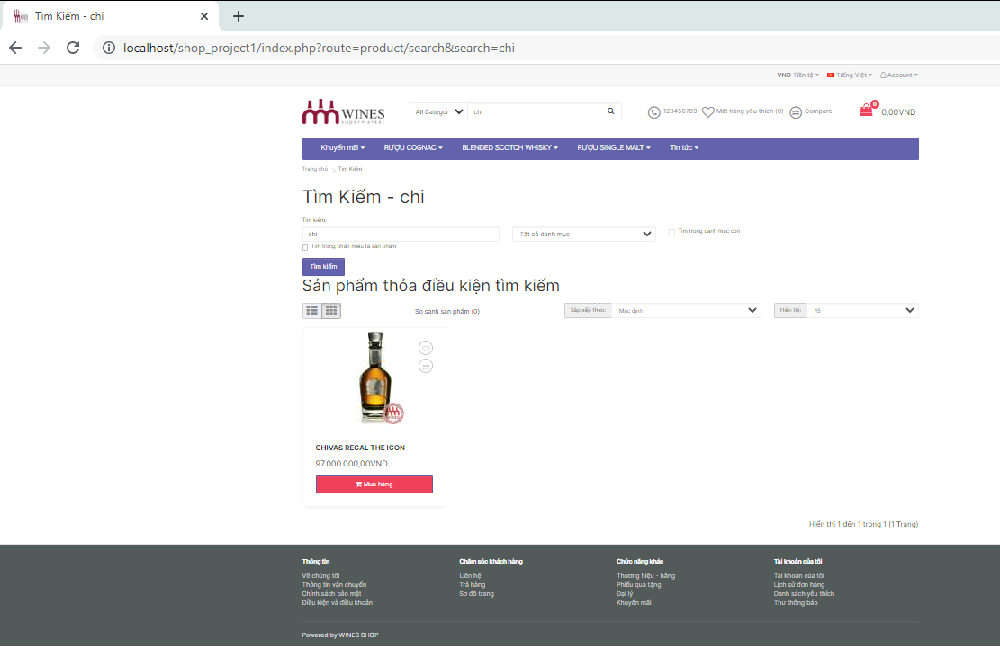 Tìm Kiếm - chi
localhost/shop_project1/index.php?route=product/search&search=chi
VND Tiền tệ Tiếng Việt Account
WINES
supermarket
All Categor
chi
123456789 Mặt hàng yêu thích (0) Compare
0
0,00VND
Khuyến mãi RƯỢU COGNAC BLENDED SCOTCH WHISKY RƯỢU SINGLE MALT Tin tức
Trang chủ Tìm Kiếm
Tìm Kiếm - chi
Tìm kiếm:
chi
Tất cả danh mục
Tìm trong danh mục con
Tìm trong phần miêu tả sản phẩm
Tìm kiếm
Sản phẩm thỏa điều kiện tìm kiếm
So sánh sản phẩm (0)
Sắp xếp theo: Mặc định
Hiển thị: 15
CHIVAS REGAL THE ICON
97.000.000,00VND
Mua hàng
Hiển thị 1 đến 1 trong 1 (1 Trang)
Thông tin
Về chúng tôi
Thông tin vận chuyển
Chính sách bảo mật
Điều kiện và điều khoản
Chăm sóc khách hàng
Liên hệ
Trả hàng
Sơ đồ trang
Chức năng khác
Thương hiệu - hãng
Phiếu quà tặng
Đại lý
Khuyến mãi
Tài khoản của tôi
Tài khoản của tôi
Lịch sử đơn hàng
Danh sách yêu thích
Thư thông báo
Powered by WINES SHOP